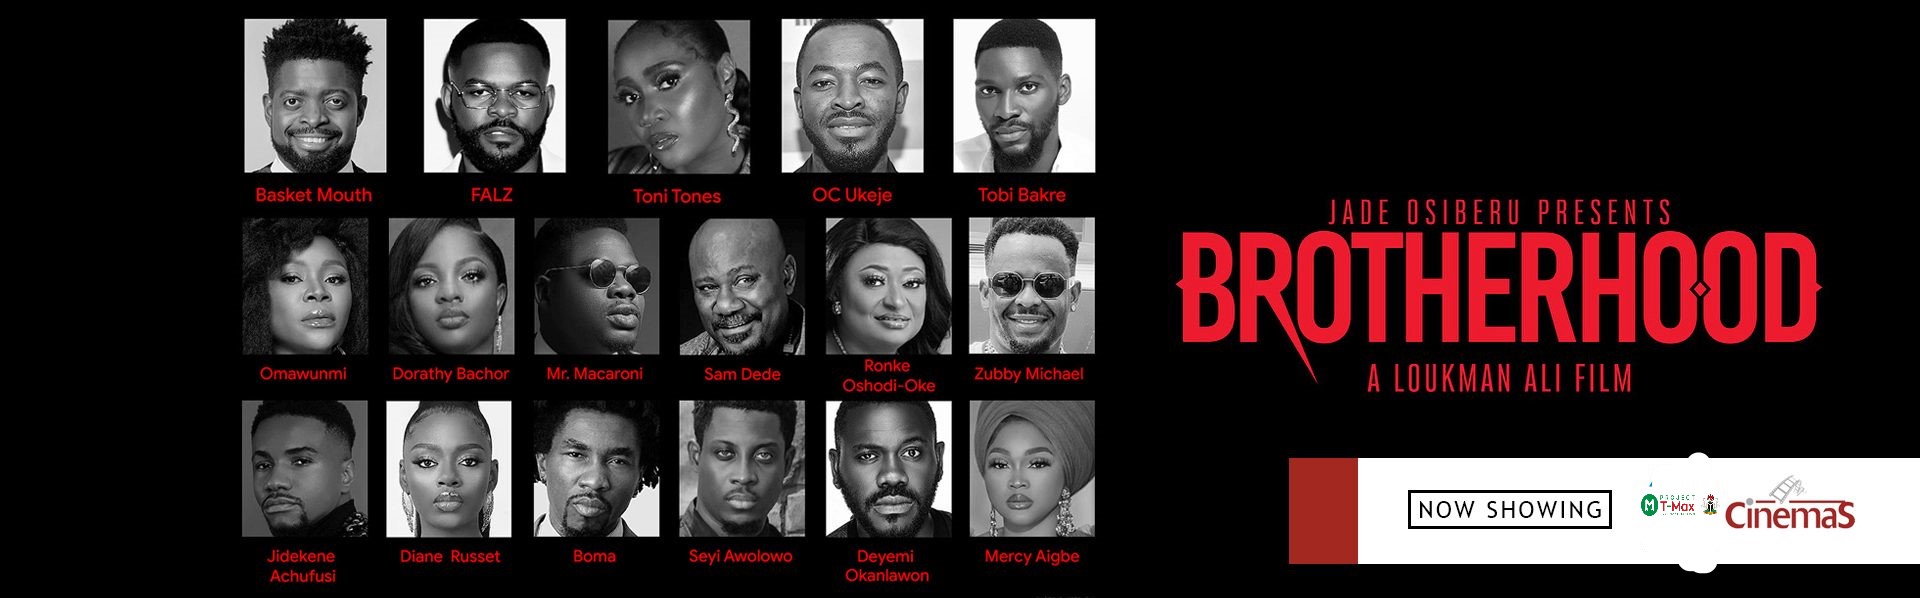 Basket Mouth
FALZ
Toni Tones
OC Ukeje
Tobi Bakre
Omawunmi
Dorathy Bachor
Mr. Macaroni
Sam Dede
Ronke
Oshodi-Oke
Zubby Michael
Jidekene
Achufusi
Diane Russet
Boma
Seyi Awolowo
Deyemi
Okanlawon
Mercy Aigbe
JADE OSIBERU PRESENTS
BROTHERHOOD
A LOUKMAN ALI FILM
NOW SHOWING
PROJECT
T-Max
CinemaS